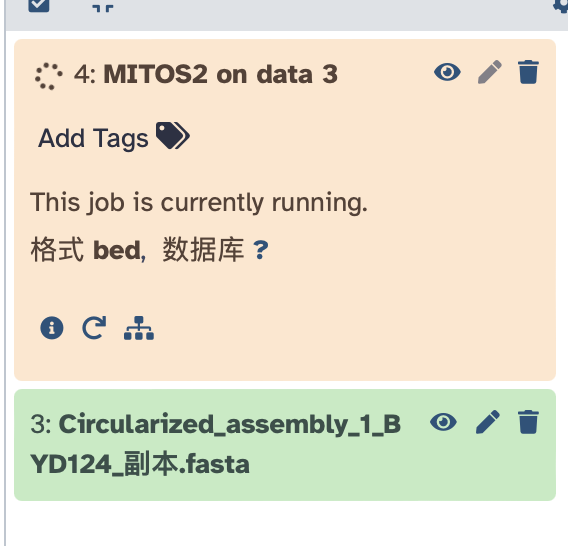 4: MITOS2 on data 3
Add Tags
This job is currently running.
格式 bed, 数据库 ?
3: Circularized_assembly_1_B
YD124_副本.fasta